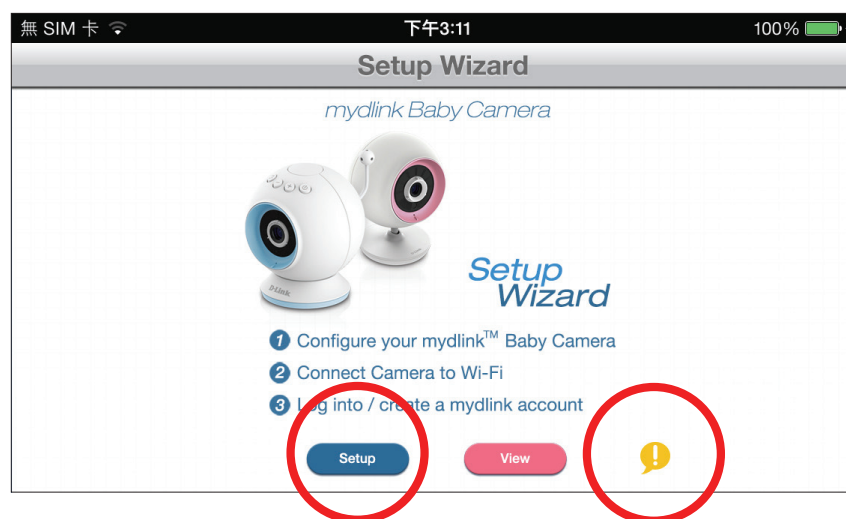 無 SIM 卡 下午3:11 100%
Setup Wizard
mydlink Baby Camera
D-Link
Setup
Wizard
1 Configure your mydlink™ Baby Camera
2 Connect Camera to Wi-Fi
3 Log into / create a mydlink account
Setup View !